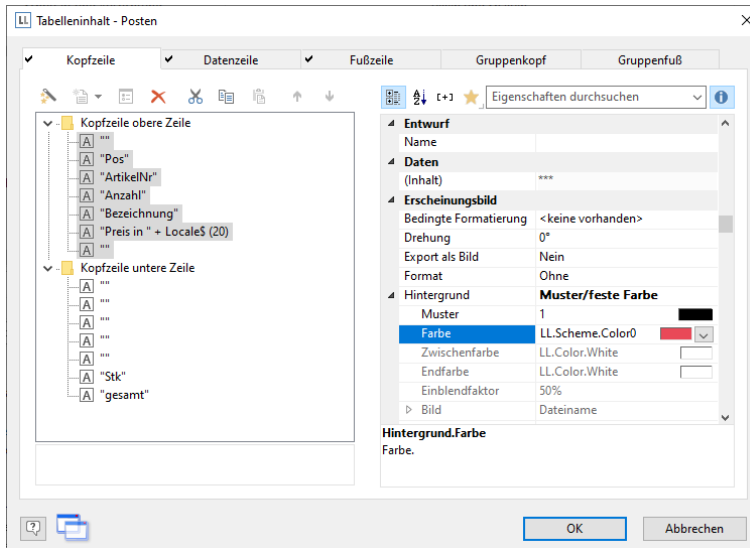 LL Tabelleninhalt - Posten
Kopfzeile Datenzeile Fußzeile Gruppenkopf Gruppenfuß
Eigenschaften durchsuchen
Kopfzeile obere Zeile
A ""
A "Pos"
A "ArtikelNr"
A "Anzahl"
A "Bezeichnung"
A "Preis in " + Locale$ (20)
A ""
Kopfzeile untere Zeile
A ""
A ""
A ""
A ""
A ""
A "Stk"
A "gesamt"
Entwurf
Name
Daten
(Inhalt) ***
Erscheinungsbild
Bedingte Formatierung <keine vorhanden>
Drehung 0°
Export als Bild Nein
Format Ohne
Hintergrund Muster/feste Farbe
Muster 1
Farbe LL.Scheme.Color0
Zwischenfarbe LL.Color.White
Endfarbe LL.Color.White
Einblendfaktor 50%
Bild Dateiname
Hintergrund.Farbe
Farbe.
OK Abbrechen